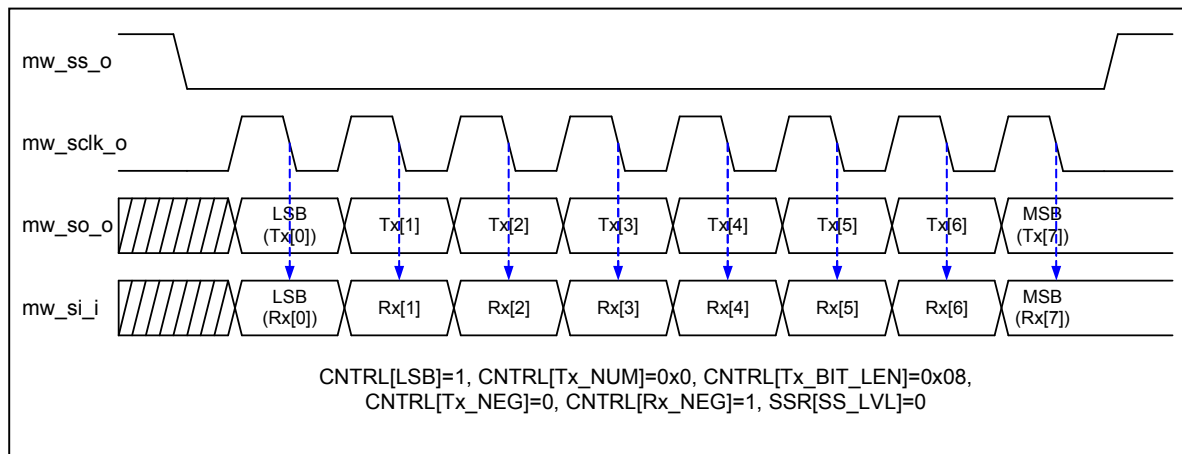 mw_ss_o
mw_sclk_o
mw_so_o
LSB
(Tx[0])
Tx[1]
Tx[2]
Tx[3]
Tx[4]
Tx[5]
Tx[6]
MSB
(Tx[7])
mw_si_i
LSB
(Rx[0])
Rx[1]
Rx[2]
Rx[3]
Rx[4]
Rx[5]
Rx[6]
MSB
(Rx[7])
CNTRL[LSB]=1, CNTRL[Tx_NUM]=0x0, CNTRL[Tx_BIT_LEN]=0x08,
CNTRL[Tx_NEG]=0, CNTRL[Rx_NEG]=1, SSR[SS_LVL]=0